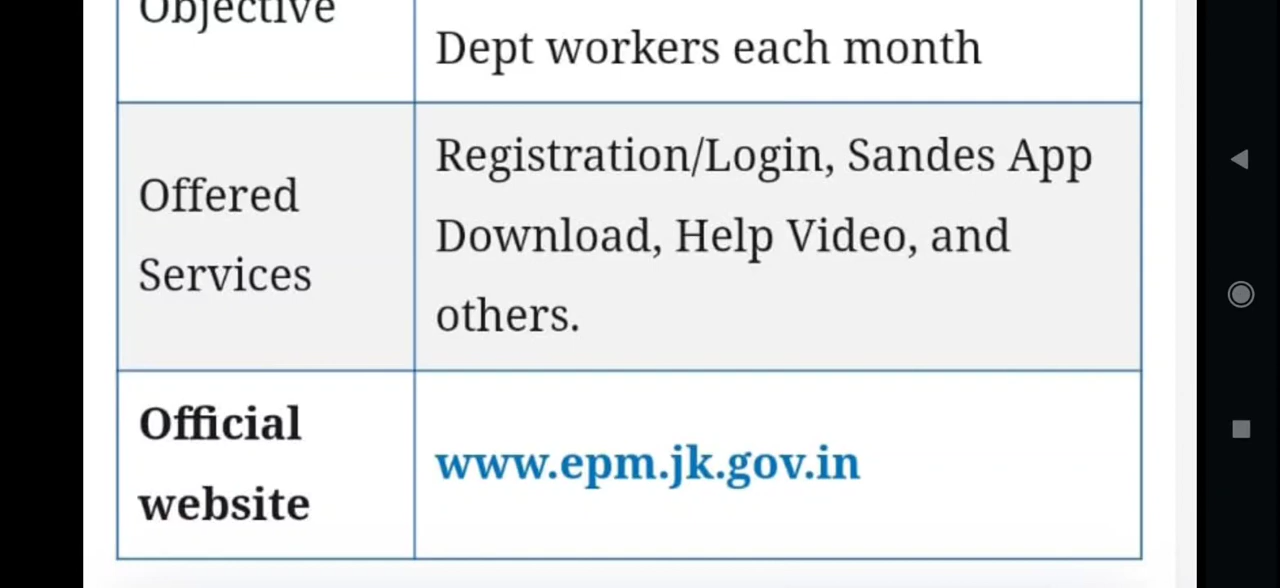 Objective
Dept workers each month
Offered
Services
Registration/Login, Sandes App
Download, Help Video, and
others.
Official
website
www.epm.jk.gov.in